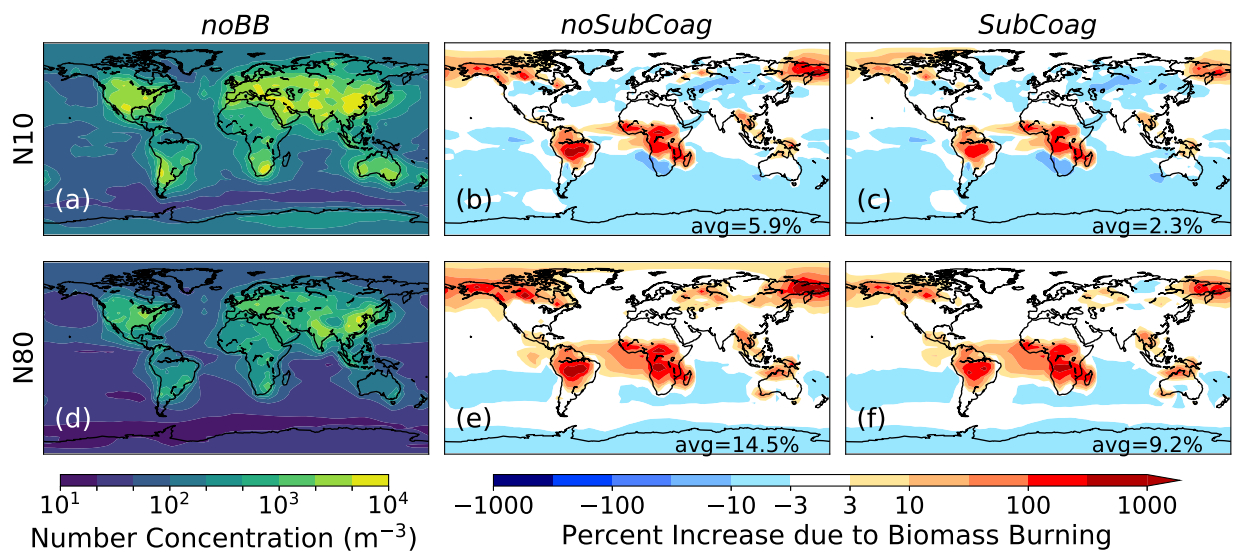 noBB noSubCoag SubCoag
N10
(a) (b) (c)
avg=5.9% avg=2.3%
N80
(d) (e) (f)
avg=14.5% avg=9.2%
10¹ 10² 10³ 10⁴ −1000 −100 −10 −3 3 10 100 1000
Number Concentration (m⁻³) Percent Increase due to Biomass Burning